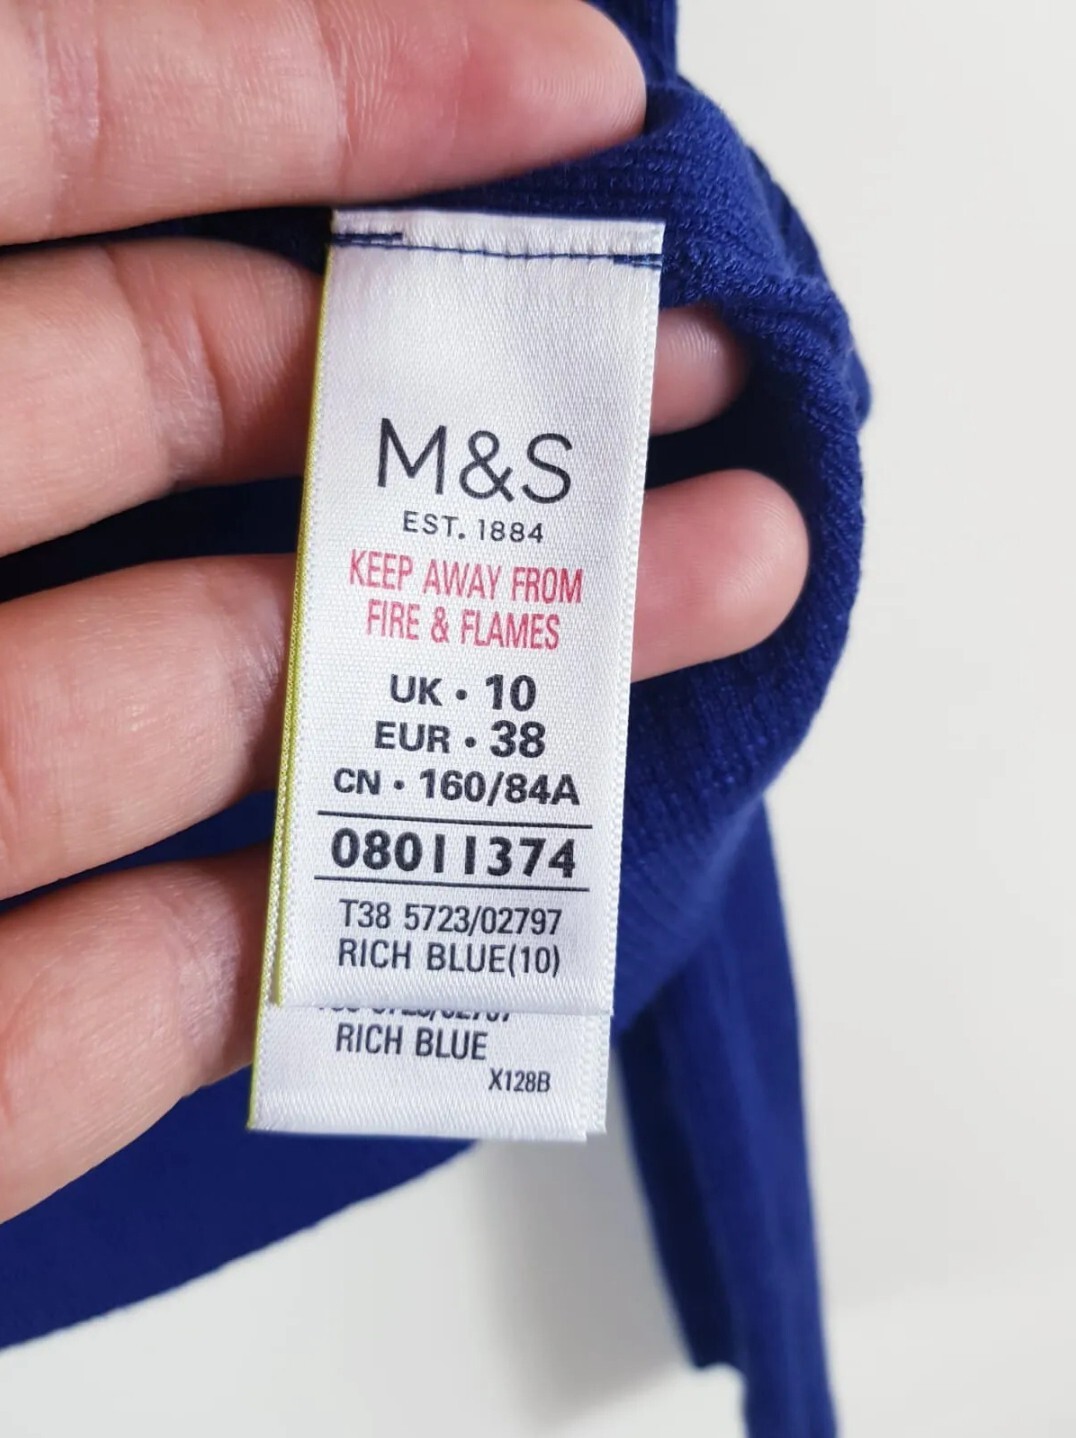 M&S
EST. 1884
KEEP AWAY FROM
FIRE & FLAMES
UK • 10
EUR • 38
CN • 160/84A
08011374
T38 5723/02797
RICH BLUE(10)
RICH BLUE
X128B